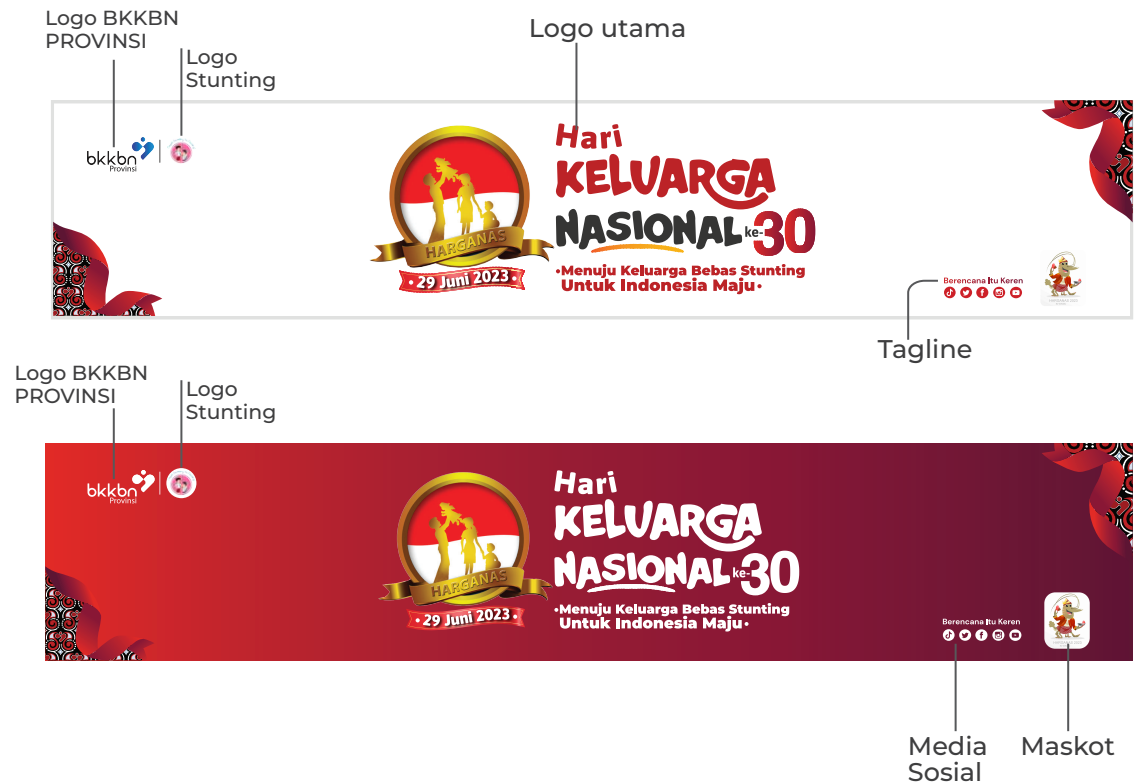 Logo BKKBN
PROVINSI
Logo
Stunting
Logo utama
bkkbn
Provinsi
HARGANAS
29 Juni 2023
Hari
KELUARGA
NASIONAL ke-30
•Menuju Keluarga Bebas Stunting
Untuk Indonesia Maju•
Berencana Itu Keren
Tagline
Logo BKKBN
PROVINSI
Logo
Stunting
bkkbn
Provinsi
HARGANAS
29 Juni 2023
Hari
KELUARGA
NASIONAL ke-30
•Menuju Keluarga Bebas Stunting
Untuk Indonesia Maju•
Berencana Itu Keren
Media
Sosial
Maskot